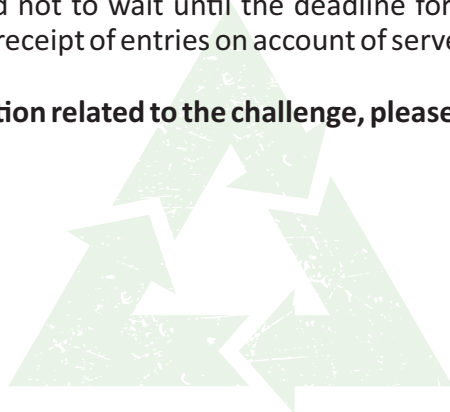 not to wait until the deadline for
receipt of entries on account of serve
tion related to the challenge, please